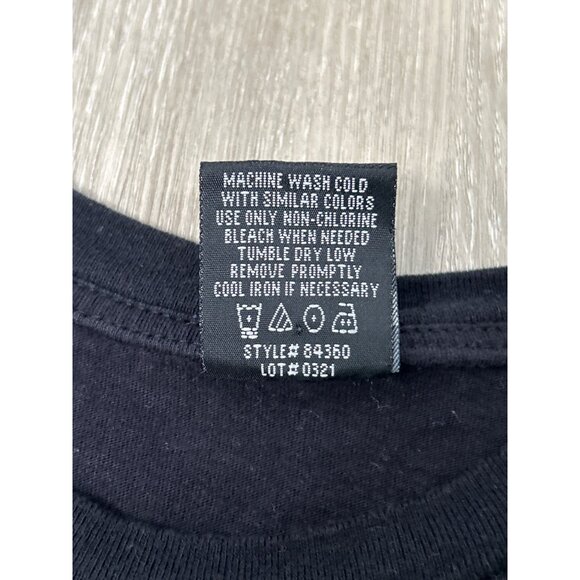 MACHINE WASH COLD
WITH SIMILAR COLORS
USE ONLY NON-CHLORINE
BLEACH WHEN NEEDED
TUMBLE DRY LOW
REMOVE PROMPTLY
COOL IRON IF NECESSARY
STYLE# 84360
LOT# 0321